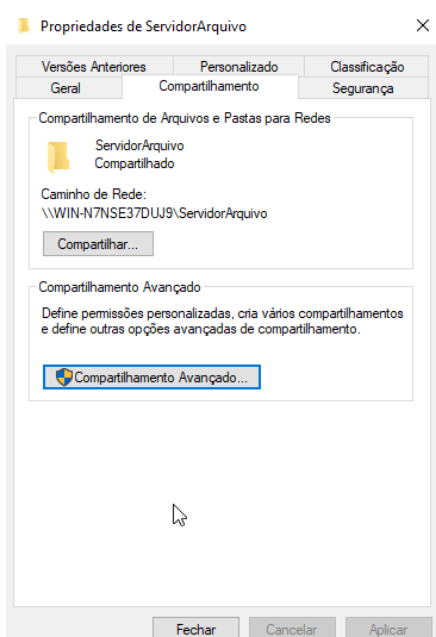 Propriedades de ServidorArquivo
Versões Anteriores Personalizado Classificação
Geral Compartilhamento Segurança
Compartilhamento de Arquivos e Pastas para Redes
ServidorArquivo
Compartilhado
Caminho de Rede:
\\WIN-N7NSE37DUJ9\ServidorArquivo
Compartilhar...
Compartilhamento Avançado
Define permissões personalizadas, cria vários compartilhamentos
e define outras opções avançadas de compartilhamento.
Compartilhamento Avançado...
Fechar Cancelar Aplicar